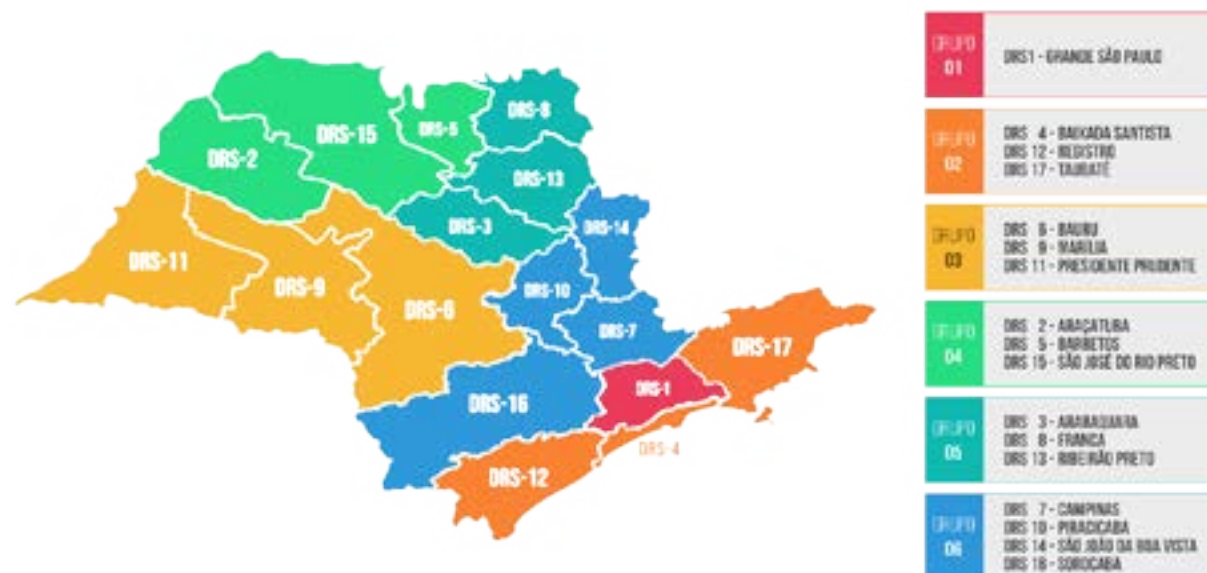 DRS-8
DRS-15
DRS-5
DRS-2
DRS-13
DRS-3
DRS-14
DRS-11
DRS-9
DRS-10
DRS-6
DRS-7
DRS-17
DRS-1
DRS-16
DRS-4
DRS-12
GRUPO
01
DRS1 - GRANDE SÃO PAULO
GRUPO
02
DRS 4 - BAIXADA SANTISTA
DRS 12 - REGISTRO
DRS 17 - TAUBATÉ
GRUPO
03
DRS 6 - BAURU
DRS 9 - MARÍLIA
DRS 11 - PRESIDENTE PRUDENTE
GRUPO
04
DRS 2 - ARAÇATUBA
DRS 5 - BARRETOS
DRS 15 - SÃO JOSÉ DO RIO PRETO
GRUPO
05
DRS 3 - ARARAQUARA
DRS 8 - FRANCA
DRS 13 - RIBEIRÃO PRETO
GRUPO
06
DRS 7 - CAMPINAS
DRS 10 - PIRACICABA
DRS 14 - SÃO JOÃO DA BOA VISTA
DRS 16 - SOROCABA